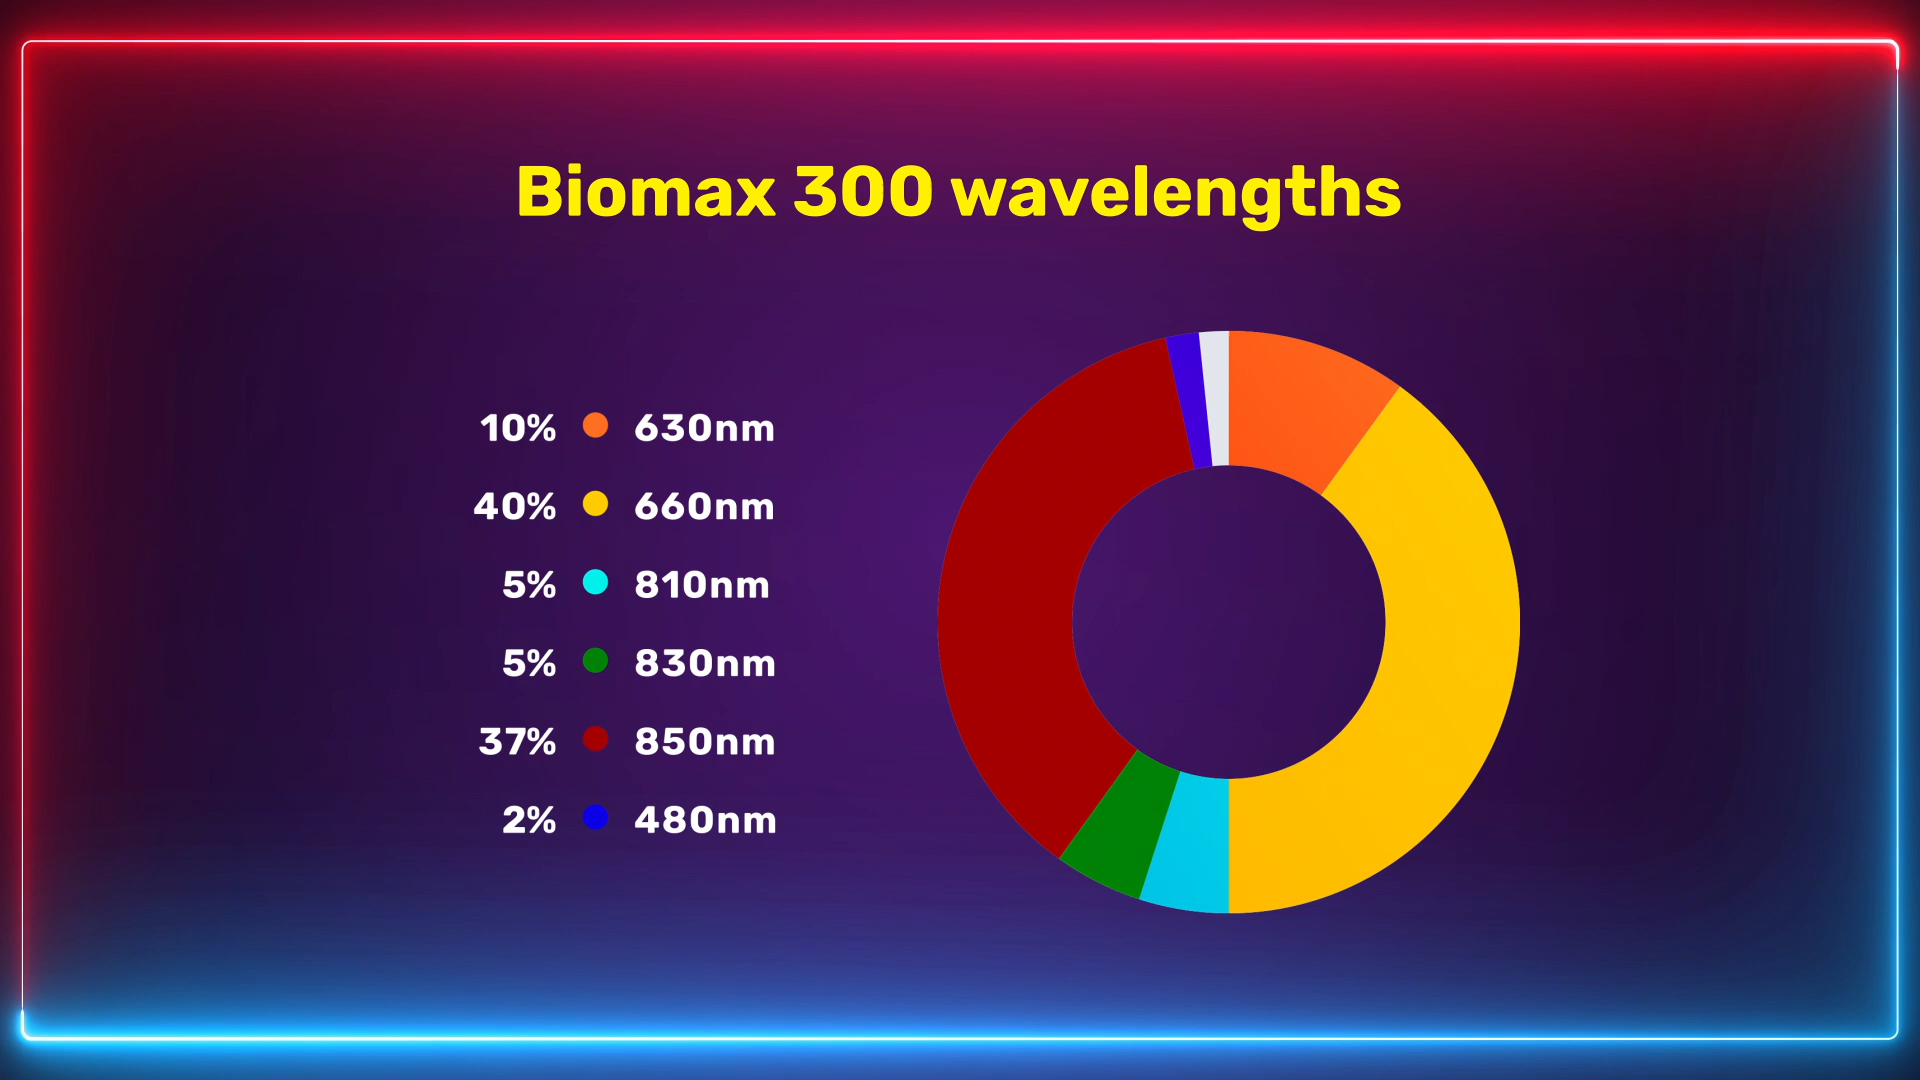 Biomax 300 wavelengths
10% 630nm
40% 660nm
5% 810nm
5% 830nm
37% 850nm
2% 480nm